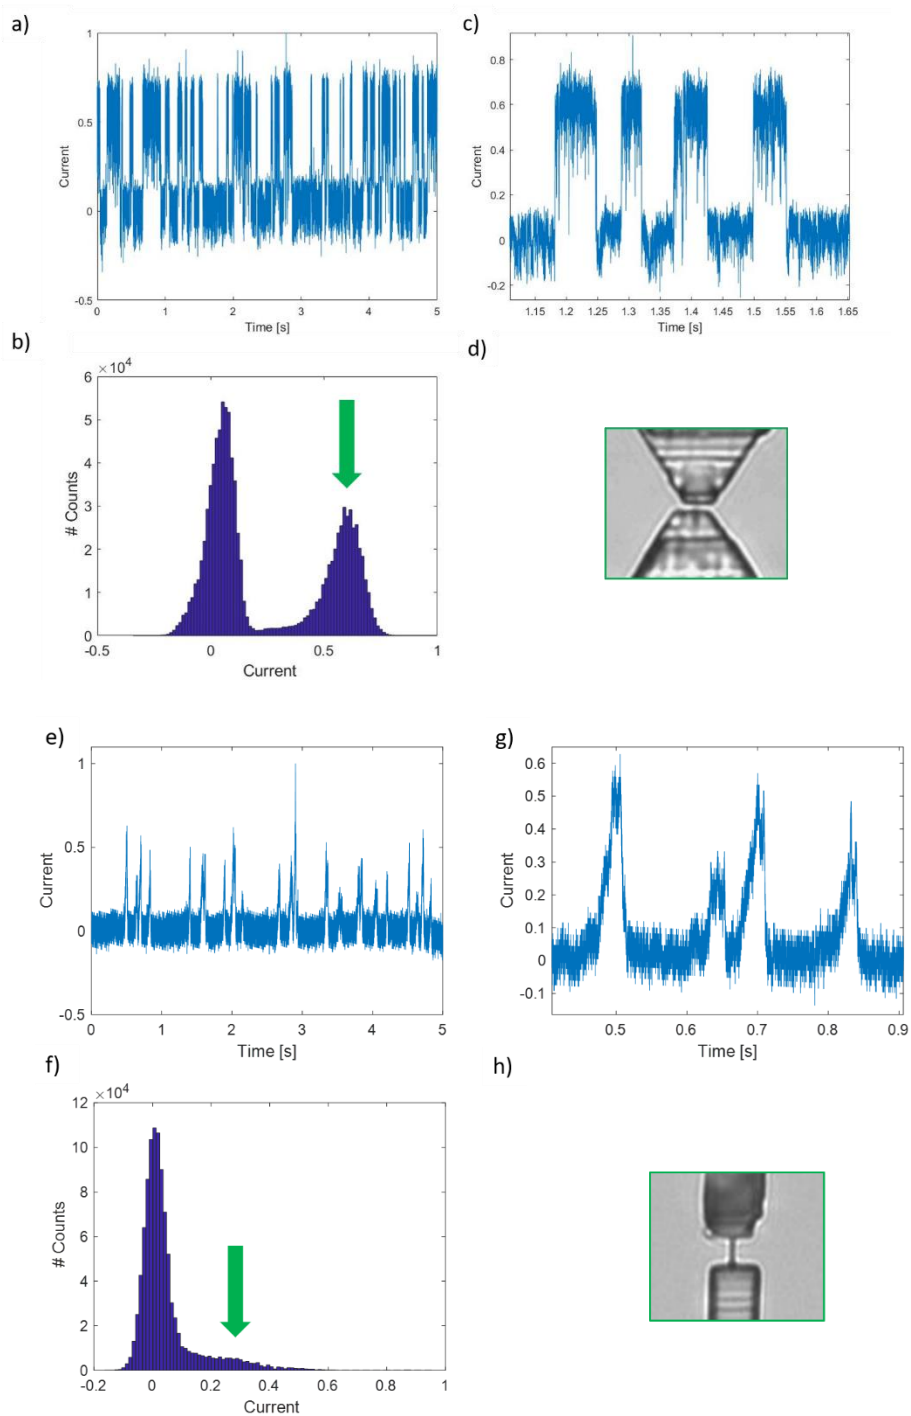 a)
1
0.5
0
-0.5
Current
0 1 2 3 4 5
Time [s]
c)
0.8
0.6
0.4
0.2
0
-0.2
Current
1.15 1.2 1.25 1.3 1.35 1.4 1.45 1.5 1.55 1.6 1.65
Time [s]
b)
×10⁴
6
5
4
3
2
1
0
# Counts
-0.5 0 0.5 1
Current
d)
e)
1
0.5
0
-0.5
Current
0 1 2 3 4 5
Time [s]
g)
0.6
0.5
0.4
0.3
0.2
0.1
0
-0.1
Current
0.5 0.6 0.7 0.8 0.9
Time [s]
f)
×10⁴
12
10
8
6
4
2
0
# Counts
-0.2 0 0.2 0.4 0.6 0.8 1
Current
h)